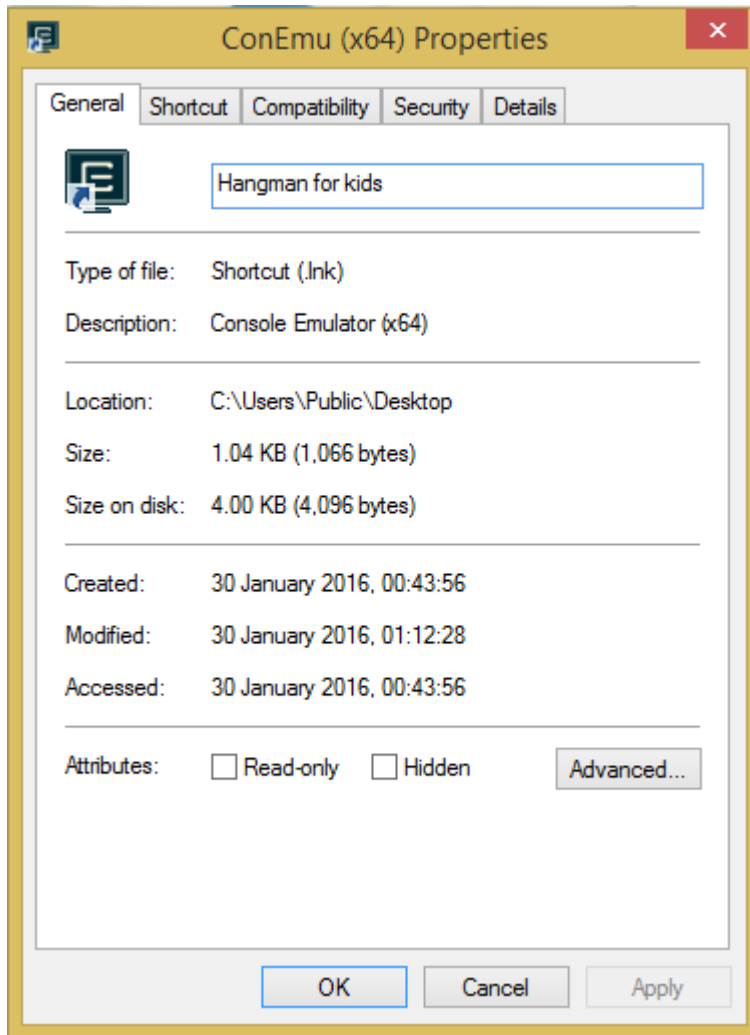 ConEmu (x64) Properties
General Shortcut Compatibility Security Details
Hangman for kids
Type of file: Shortcut (.lnk)
Description: Console Emulator (x64)
Location: C:\Users\Public\Desktop
Size: 1.04 KB (1,066 bytes)
Size on disk: 4.00 KB (4,096 bytes)
Created: 30 January 2016, 00:43:56
Modified: 30 January 2016, 01:12:28
Accessed: 30 January 2016, 00:43:56
Attributes: Read-only Hidden Advanced...
OK Cancel Apply